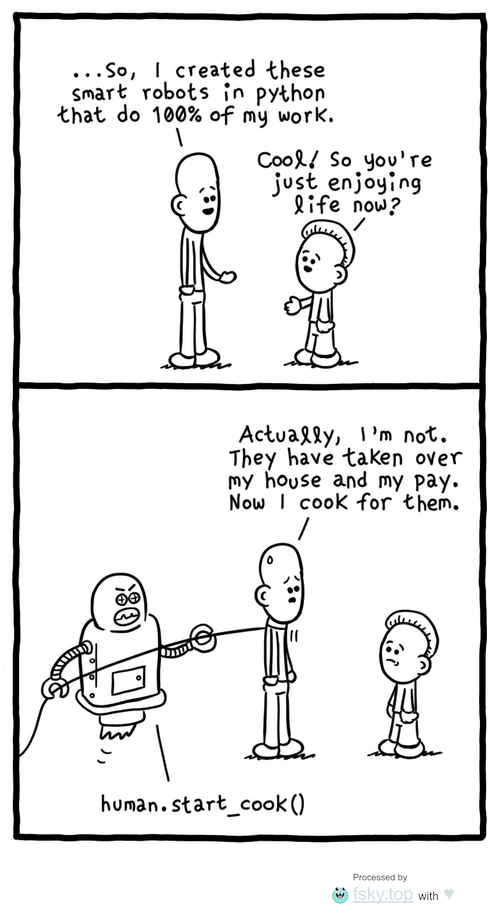 ...So, I created these
smart robots in python
that do 100% of my work.
Cool! So you're
just enjoying
life now?
Actually, I'm not.
They have taken over
my house and my pay.
Now I cook for them.
human.start_cook()
Processed by
fsky.top with ♥